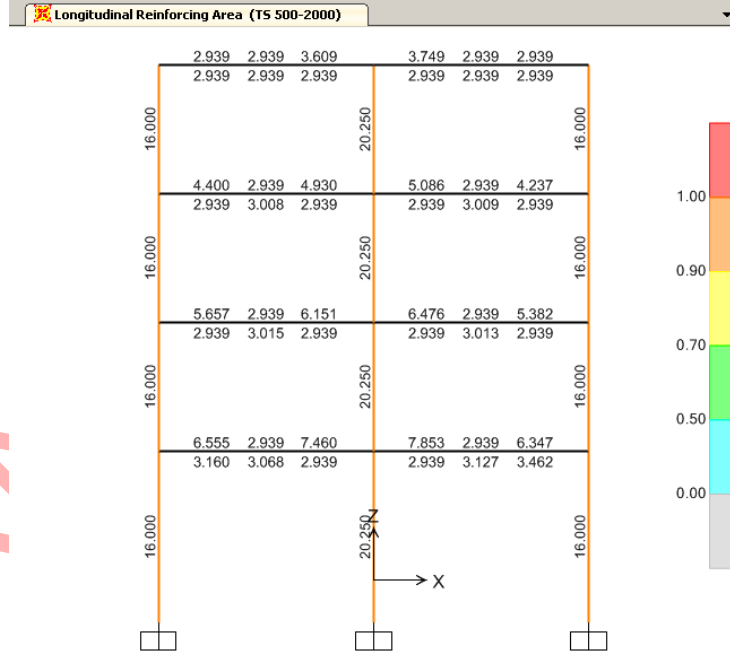 Longitudinal Reinforcing Area (TS 500-2000)
2.939 2.939 3.609 3.749 2.939 2.939
2.939 2.939 2.939 2.939 2.939 2.939
16.000 20.250 16.000
1.00
4.400 2.939 4.930 5.086 2.939 4.237
2.939 3.008 2.939 2.939 3.009 2.939
16.000 20.250 16.000
0.90
5.657 2.939 6.151 6.476 2.939 5.382
2.939 3.015 2.939 2.939 3.013 2.939
0.70
16.000 20.250 16.000
0.50
6.555 2.939 7.460 7.853 2.939 6.347
3.160 3.068 2.939 2.939 3.127 3.462
0.00
16.000 20.250 16.000
Z
X